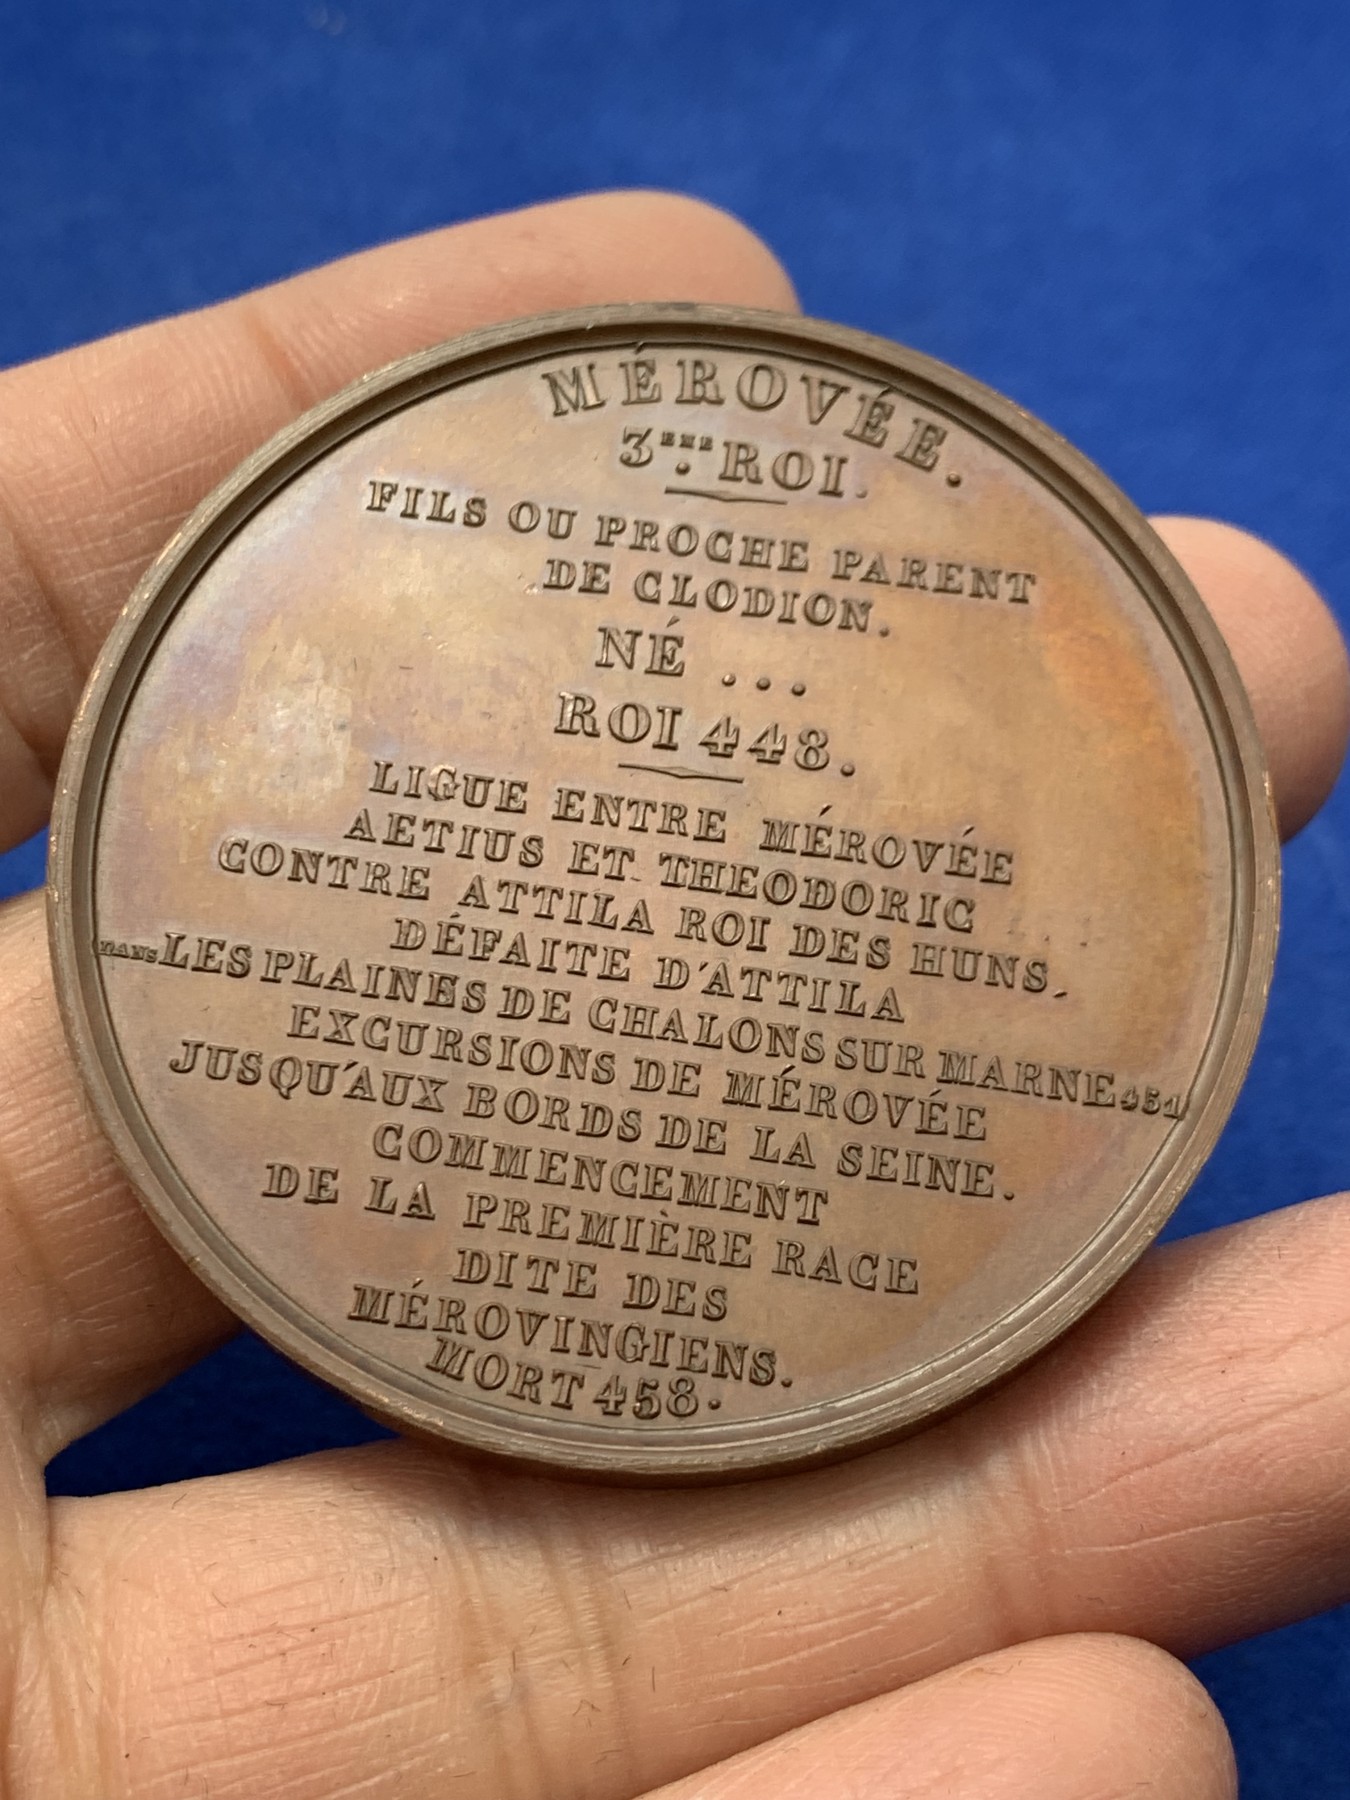 MÉROVÉE.
3EME ROI.
FILS OU PROCHE PARENT
DE CLODION.
NÉ ...
ROI 448.
LIGUE ENTRE MÉROVÉE
AETIUS ET THEODORIC
CONTRE ATTILA ROI DES HUNS.
DÉFAITE D'ATTILA
DANS LES PLAINES DE CHALONS SUR MARNE 451
EXCURSIONS DE MÉROVÉE
JUSQU'AUX BORDS DE LA SEINE.
COMMENCEMENT
DE LA PREMIÈRE RACE
DITE DES
MÉROVINGIENS.
MORT 458.